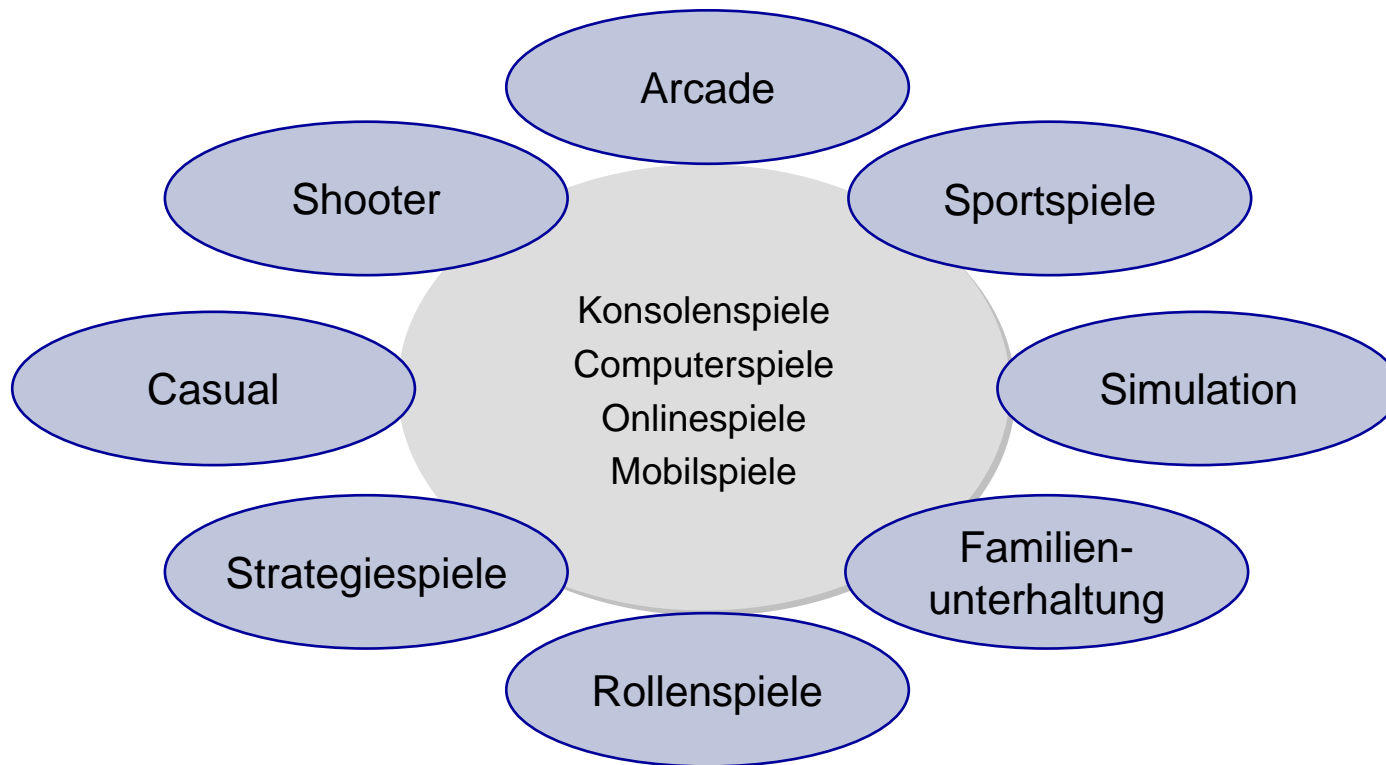 Arcade
Shooter
Sportspiele
Konsolenspiele
Computerspiele
Onlinespiele
Mobilspiele
Casual
Simulation
Strategiespiele
Familien-
unterhaltung
Rollenspiele